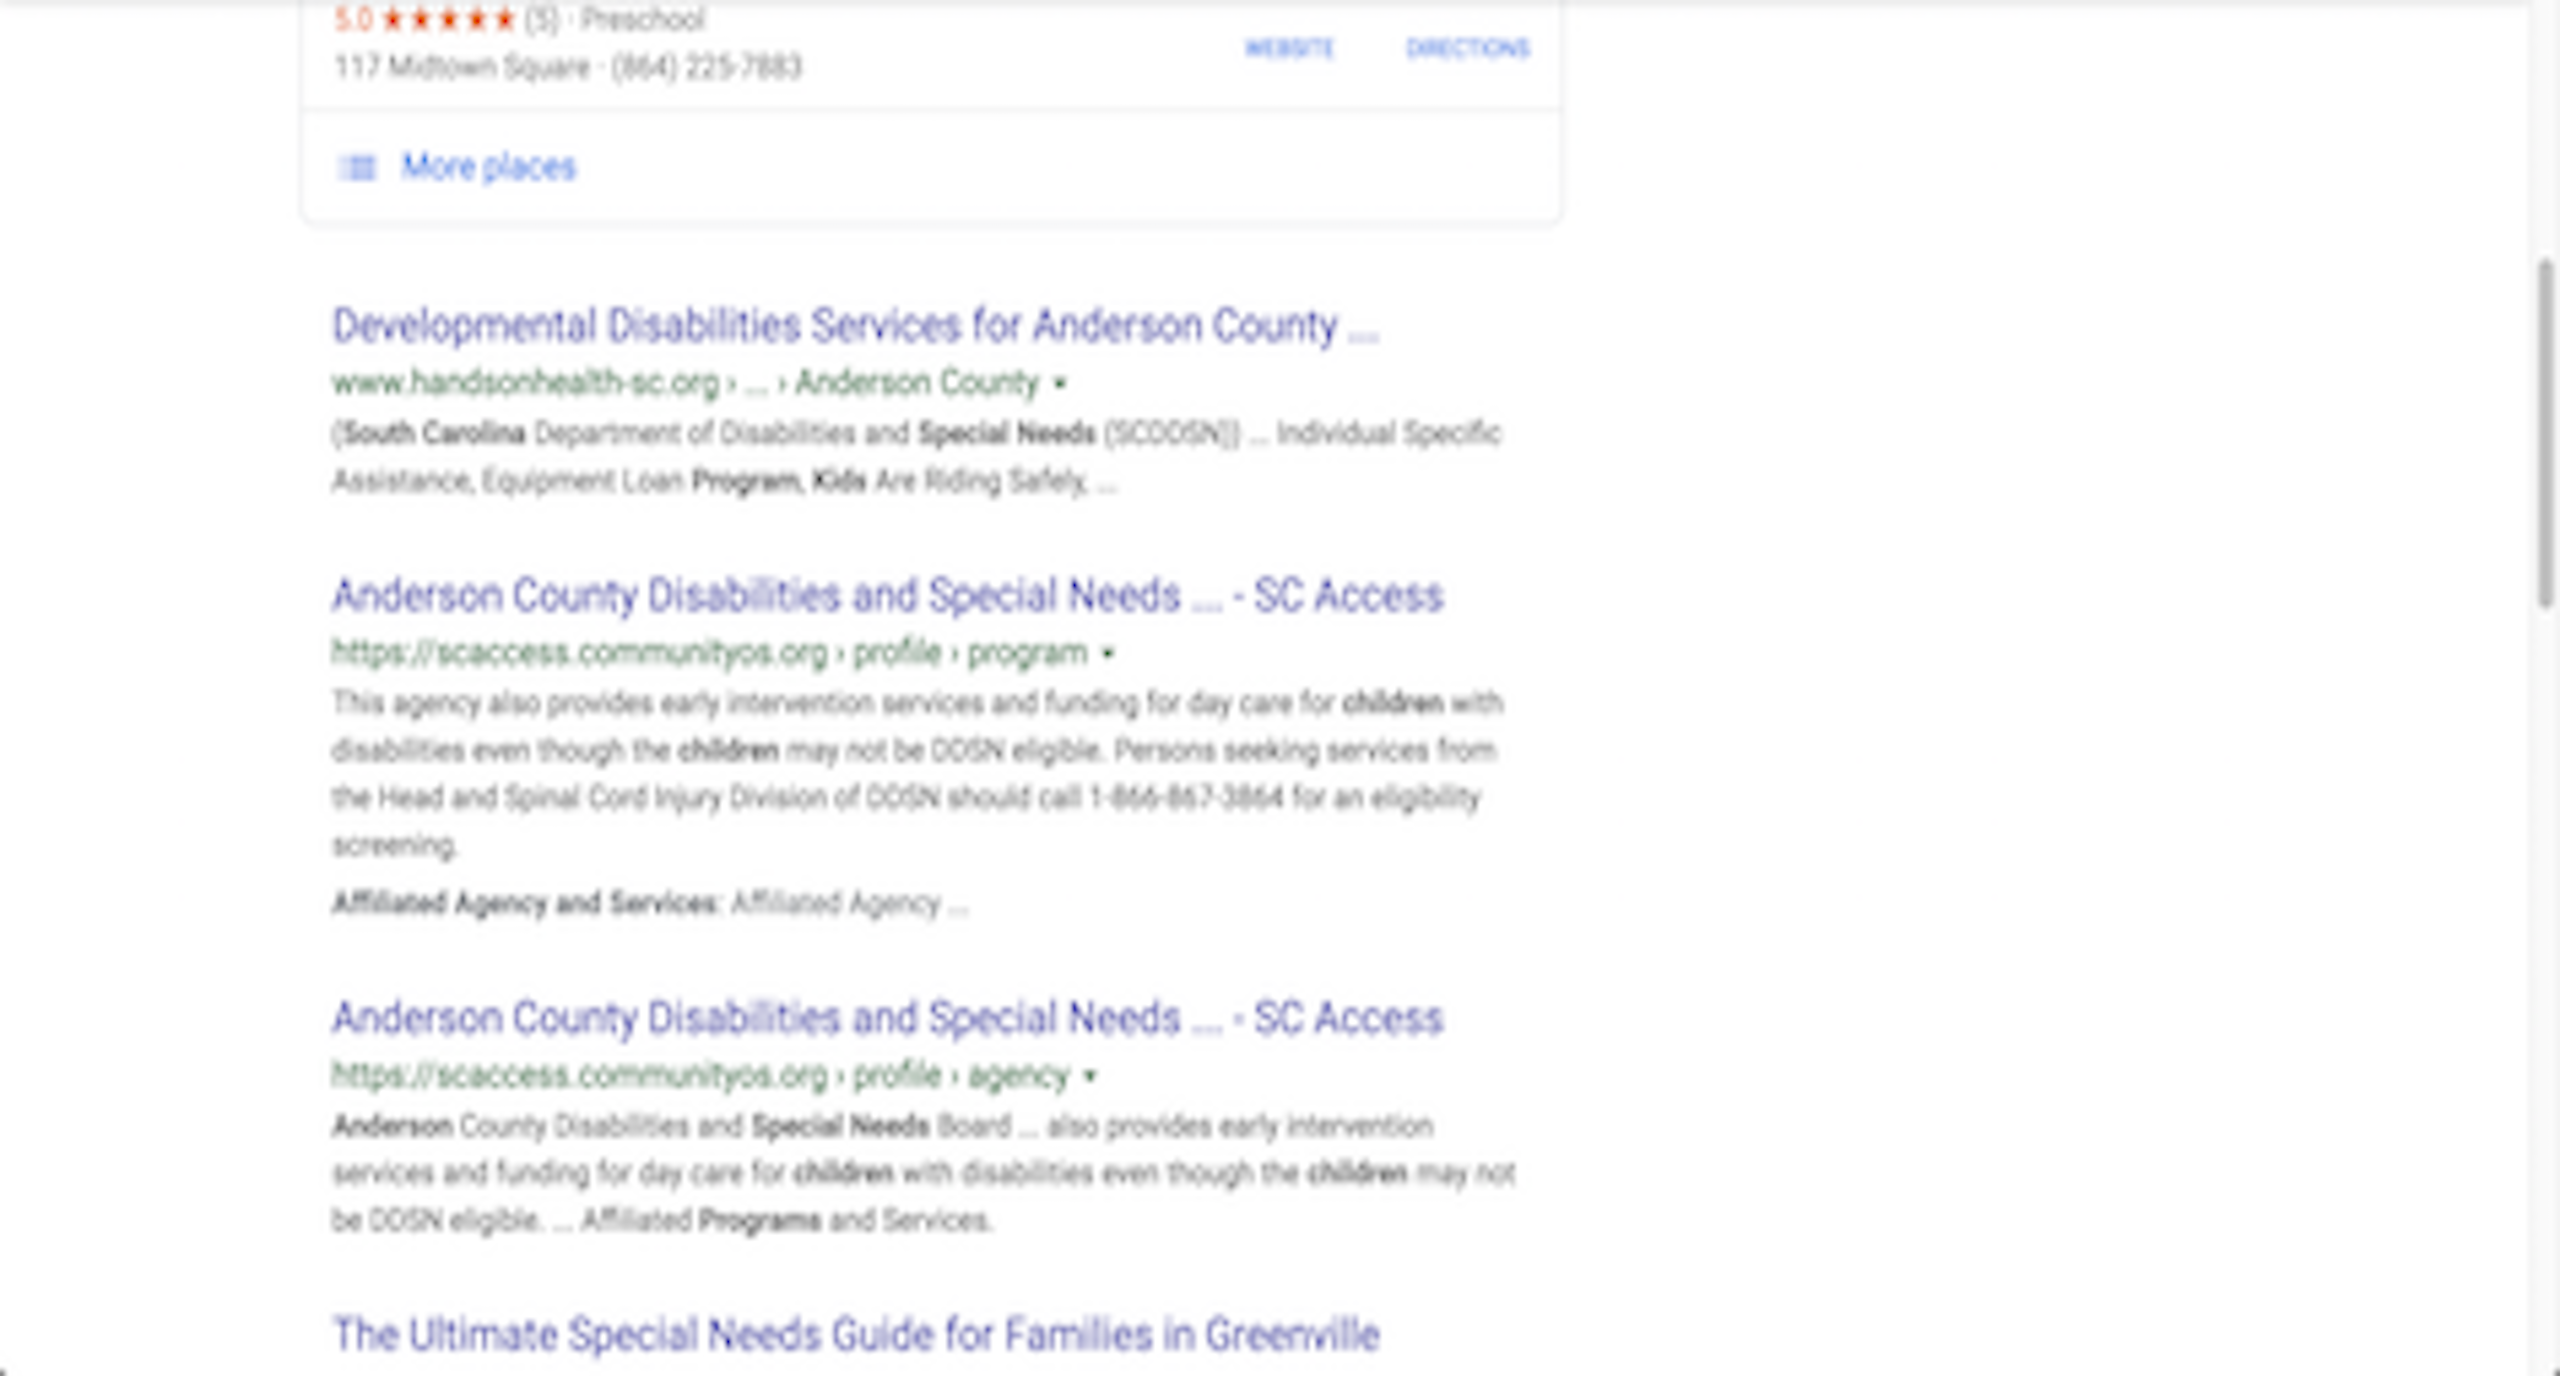 5.0 ★★★★★ (5) · Preschool
117 Midtown Square · (864) 225-7883
WEBSITE
DIRECTIONS
More places
Developmental Disabilities Services for Anderson County ...
www.handsonhealth-sc.org › ... › Anderson County ▾
(South Carolina Department of Disabilities and Special Needs (SCDDSN)) ... Individual Specific
Assistance, Equipment Loan Program, Kids Are Riding Safely, ...
Anderson County Disabilities and Special Needs ... - SC Access
https://scaccess.communityos.org › profile › program ▾
This agency also provides early intervention services and funding for day care for children with
disabilities even though the children may not be DDSN eligible. Persons seeking services from
the Head and Spinal Cord Injury Division of DDSN should call 1-866-867-3864 for an eligibility
screening.
Affiliated Agency and Services: Affiliated Agency ...
Anderson County Disabilities and Special Needs ... - SC Access
https://scaccess.communityos.org › profile › agency ▾
Anderson County Disabilities and Special Needs Board ... also provides early intervention
services and funding for day care for children with disabilities even though the children may not
be DDSN eligible. ... Affiliated Programs and Services.
The Ultimate Special Needs Guide for Families in Greenville